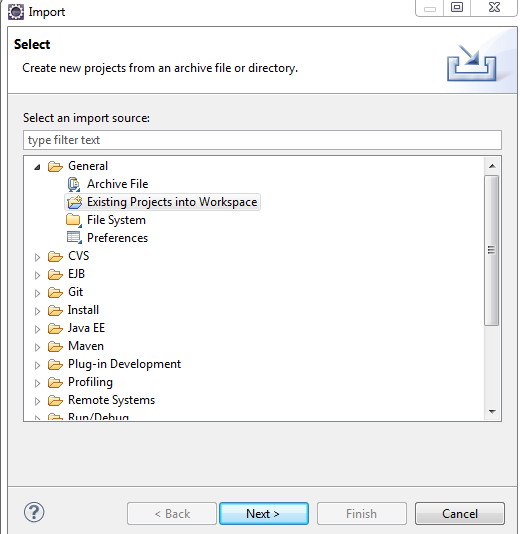 Import
Select
Create new projects from an archive file or directory.
Select an import source:
type filter text
General
Archive File
Existing Projects into Workspace
File System
Preferences
CVS
EJB
Git
Install
Java EE
Maven
Plug-in Development
Profiling
Remote Systems
Run/Debug
?
< Back
Next >
Finish
Cancel